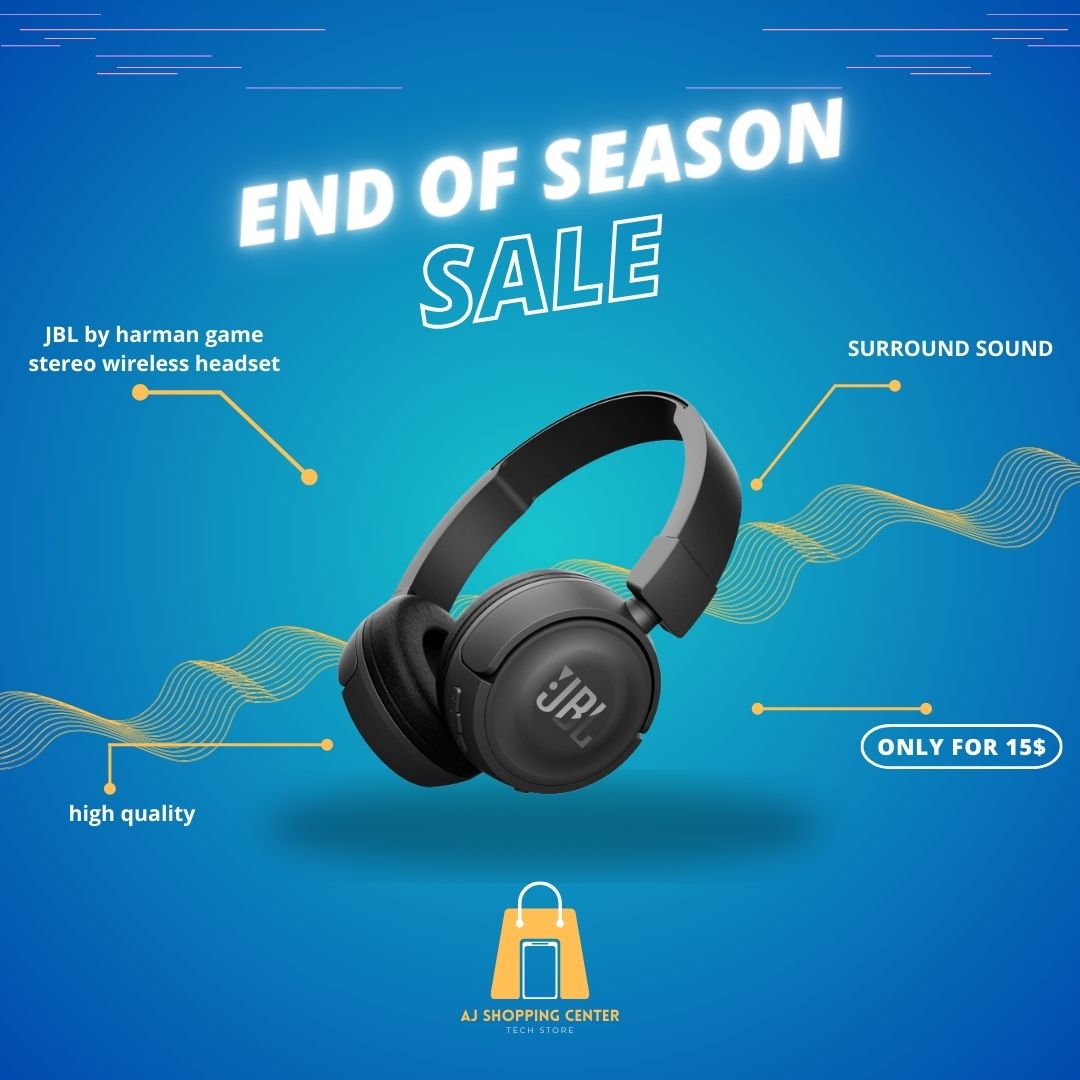 END OF SEASON
SALE
JBL by harman game
stereo wireless headset
SURROUND SOUND
JBL
ONLY FOR 15$
high quality
AJ SHOPPING CENTER
TECH STORE